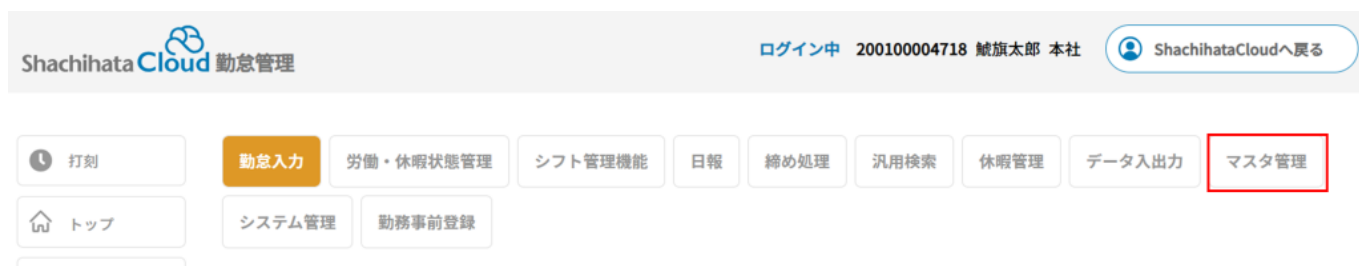 Shachihata Cloud 勤怠管理
ログイン中 200100004718 鯱旗太郎 本社
ShachihataCloudへ戻る
打刻
勤怠入力 労働・休暇状態管理 シフト管理機能 日報 締め処理 汎用検索 休暇管理 データ入出力 マスタ管理
トップ
システム管理 勤務事前登録